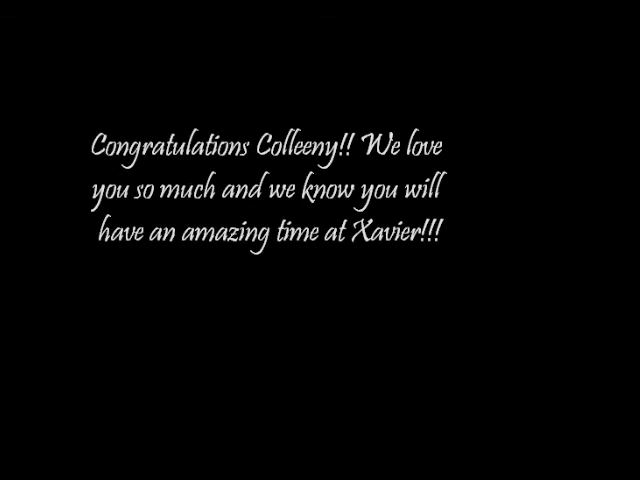 Congratulations Colleeny!! We love
you so much and we know you will
have an amazing time at Xavier!!!